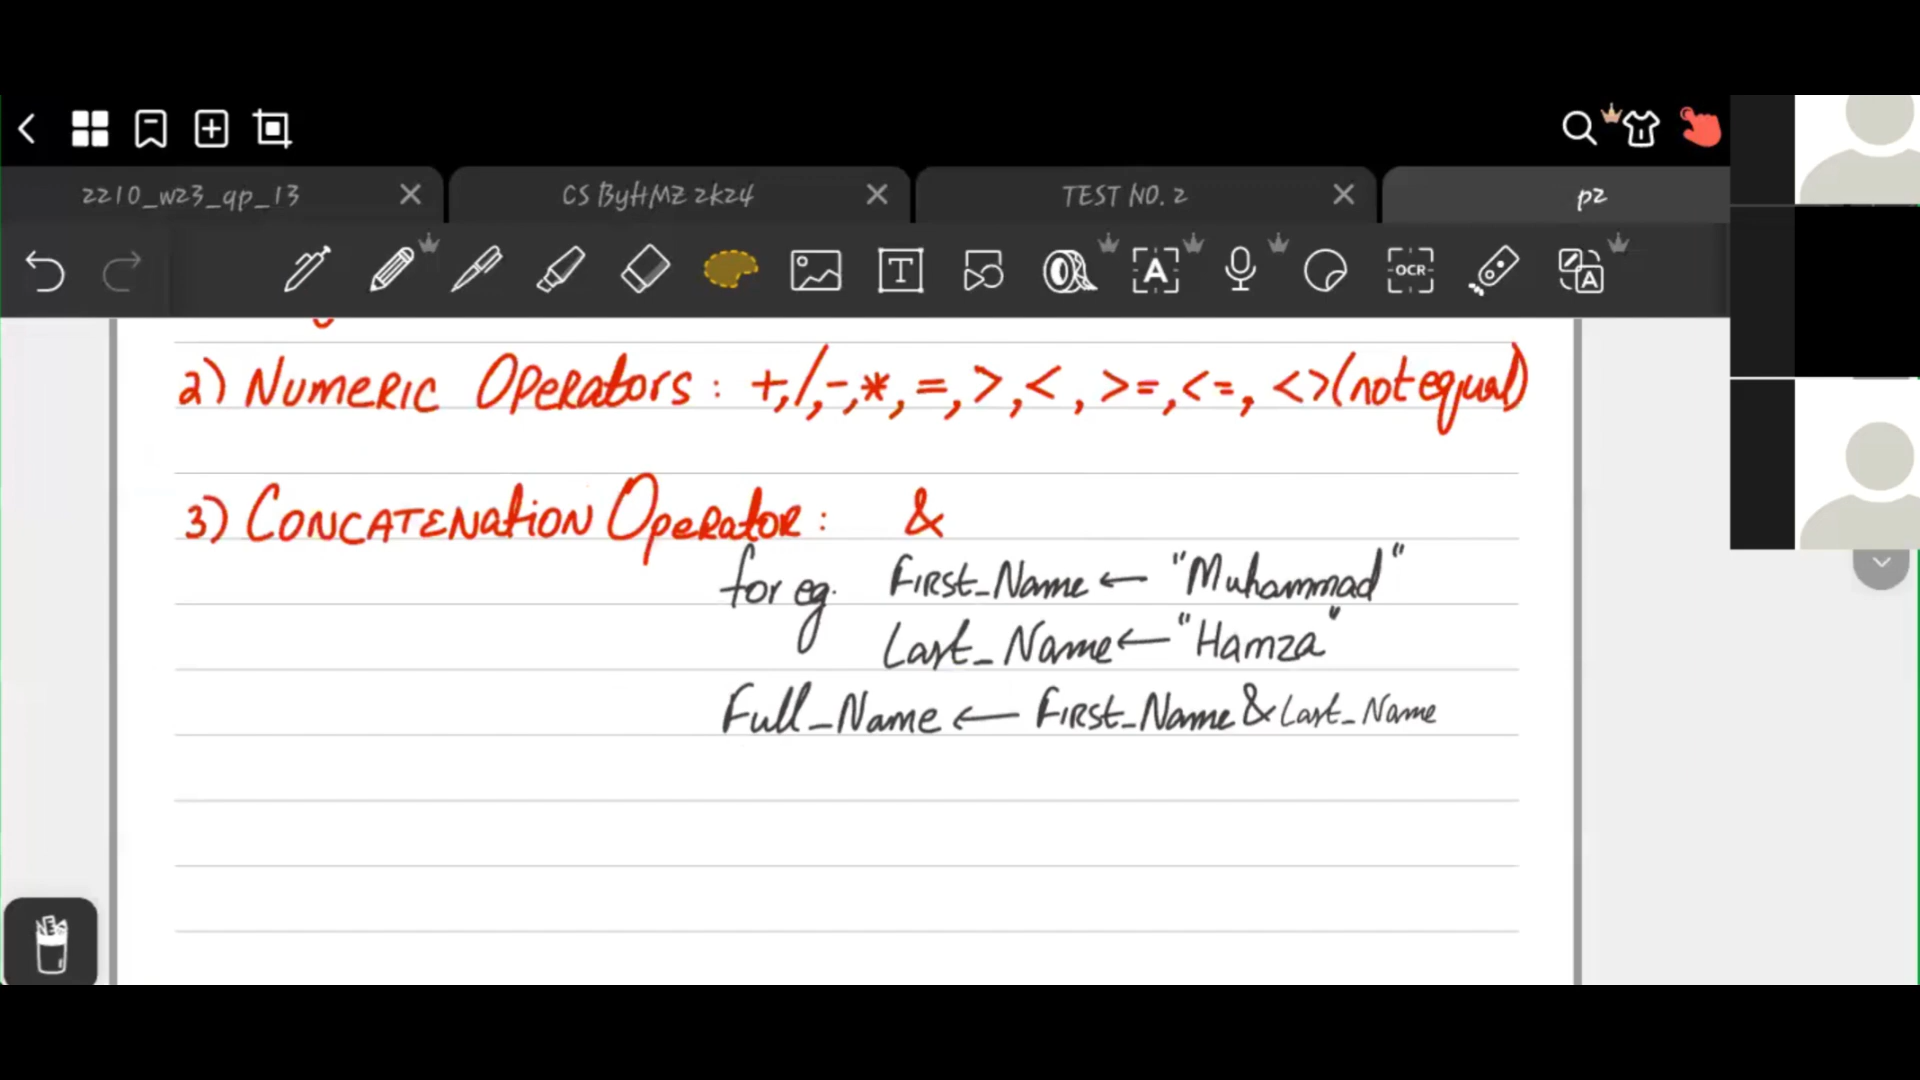 2210_w23_qp_13
CS ByHMZ 2k24
TEST NO. 2
p2
T
A
OCR
A
2) Numeric Operators : +,/,-,*,=,>,<,>=,<=,<>(not equal)
3) Concatenation Operator : &
for eg. First_Name ← "Muhammad"
Last_Name ← "Hamza"
Full_Name ← First_Name & Last_Name